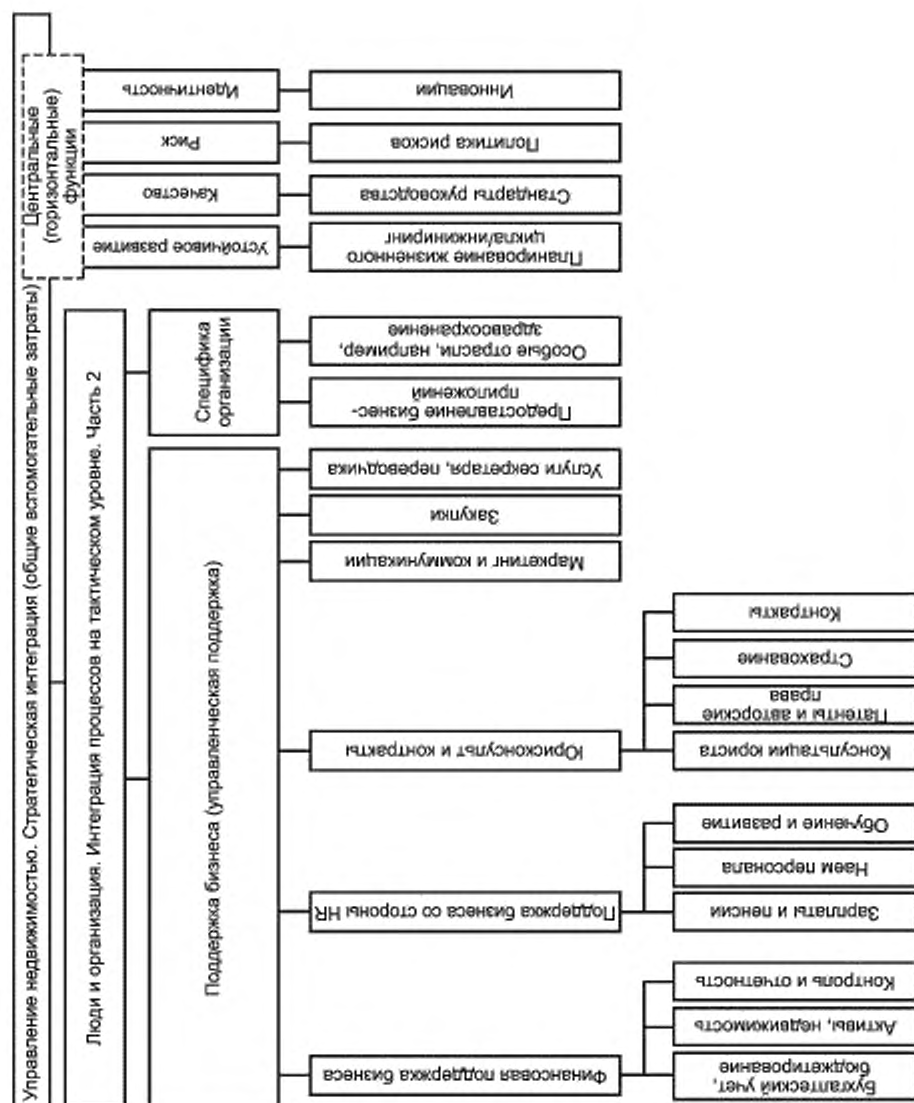 Управление недвижимостью. Стратегическая интеграция (общие вспомогательные затраты)
Центральные
(горизонтальные)
функции
Люди и организация. Интеграция процессов на тактическом уровне. Часть 2
Поддержка бизнеса (управленческая поддержка)
Специфика
организации
Устойчивое развитие
Качество
Риск
Идентичность
Финансовая поддержка бизнеса
Бухгалтеский учет,
бюджетирование
Активы, недвижимость
Контроль и отчетность
Поддержка бизнеса со стороны HR
Зарплаты и пенсии
Наем персонала
Обучение и развитие
Юрисконсульт и контракты
Консультации юриста
Патенты и авторские
права
Страхование
Контракты
Маркетинг и коммуникации
Закупки
Услуги секретаря, переводчика
Предоставление бизнес-
приложений
Особые отрасли, например,
здравоохранение
Планирование жизненного
цикла/инжиниринг
Стандарты руководства
Политика рисков
Инновации